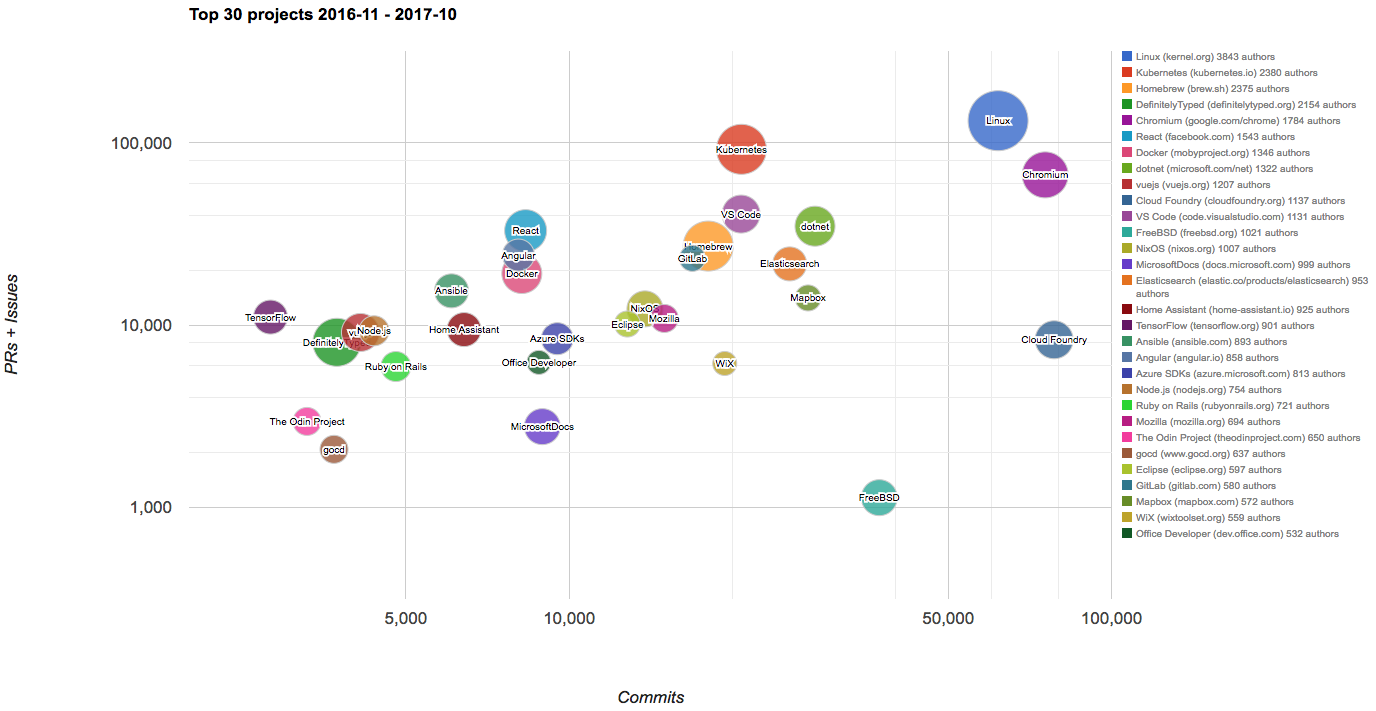 Top 30 projects 2016-11 - 2017-10
PRs + Issues
100,000
10,000
1,000
Linux
Kubernetes
Chromium
VS Code
React
dotnet
Homebrew
Angular
GitLab
Elasticsearch
Docker
Ansible
Mapbox
NixOS
TensorFlow
Mozilla
Eclipse
Node.js
Home Assistant
Definitely Type
Azure SDKs
Cloud Foundry
Office Developer
WiX
Ruby on Rails
The Odin Project
MicrosoftDocs
gocd
FreeBSD
5,000
10,000
50,000
100,000
Commits
Linux (kernel.org) 3843 authors
Kubernetes (kubernetes.io) 2380 authors
Homebrew (brew.sh) 2375 authors
DefinitelyTyped (definitelytyped.org) 2154 authors
Chromium (google.com/chrome) 1784 authors
React (facebook.com) 1543 authors
Docker (mobyproject.org) 1346 authors
dotnet (microsoft.com/net) 1322 authors
vuejs (vuejs.org) 1207 authors
Cloud Foundry (cloudfoundry.org) 1137 authors
VS Code (code.visualstudio.com) 1131 authors
FreeBSD (freebsd.org) 1021 authors
NixOS (nixos.org) 1007 authors
MicrosoftDocs (docs.microsoft.com) 999 authors
Elasticsearch (elastic.co/products/elasticsearch) 953
authors
Home Assistant (home-assistant.io) 925 authors
TensorFlow (tensorflow.org) 901 authors
Ansible (ansible.com) 893 authors
Angular (angular.io) 858 authors
Azure SDKs (azure.microsoft.com) 813 authors
Node.js (nodejs.org) 754 authors
Ruby on Rails (rubyonrails.org) 721 authors
Mozilla (mozilla.org) 694 authors
The Odin Project (theodinproject.com) 650 authors
gocd (www.gocd.org) 637 authors
Eclipse (eclipse.org) 597 authors
GitLab (gitlab.com) 580 authors
Mapbox (mapbox.com) 572 authors
WiX (wixtoolset.org) 559 authors
Office Developer (dev.office.com) 532 authors